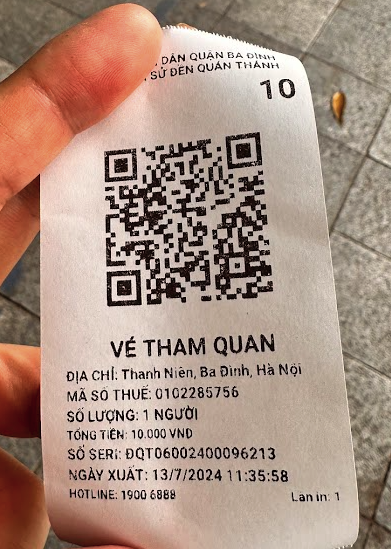 DÂN QUẬN BA ĐÌNH
SỬ ĐỀN QUÁN THÁNH
10
VÉ THAM QUAN
ĐỊA CHỈ: Thanh Niên, Ba Đình, Hà Nội
MÃ SỐ THUẾ: 0102285756
SỐ LƯỢNG: 1 NGƯỜI
TỔNG TIỀN: 10.000 VND
SỐ SERI: ĐQT06002400096213
NGÀY XUẤT: 13/7/2024 11:35:58
HOTLINE: 1900 6888 Lan in: 1